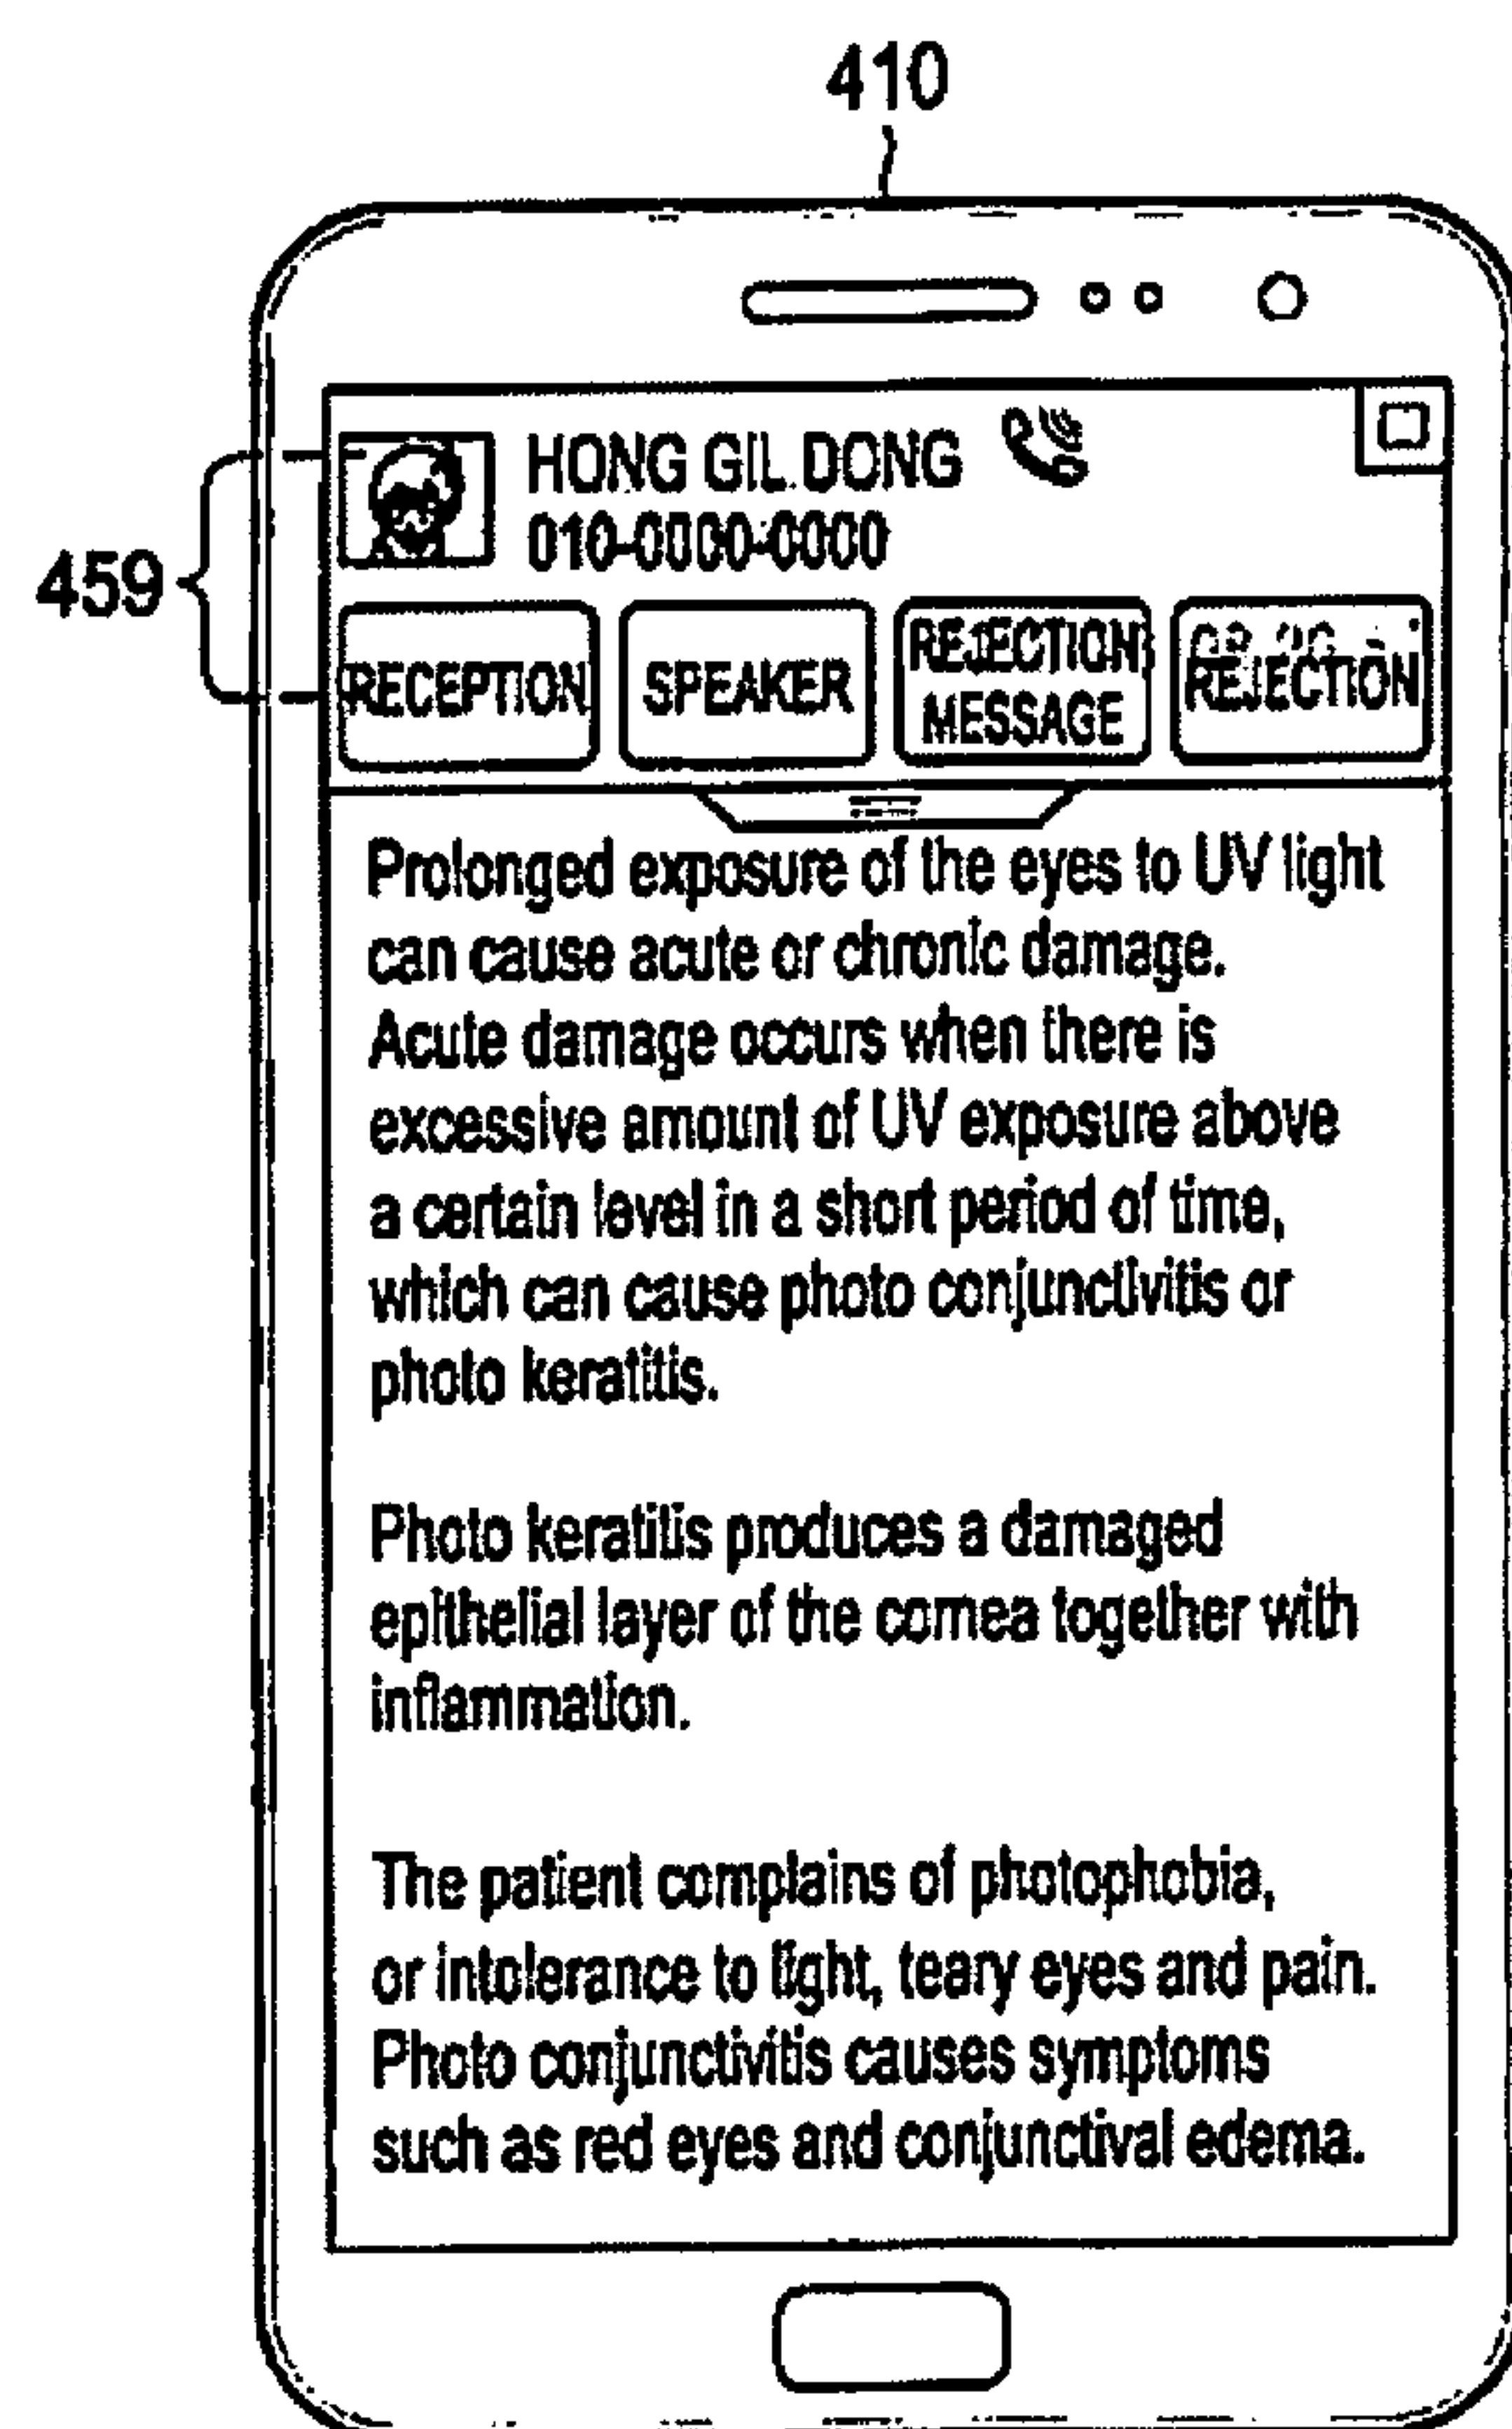 410
459
HONG GIL DONG
010-0000-0000
RECEPTION
SPEAKER
REJECTION
MESSAGE
REJECTION
Prolonged exposure of the eyes to UV light
can cause acute or chronic damage.
Acute damage occurs when there is
excessive amount of UV exposure above
a certain level in a short period of time,
which can cause photo conjunctivitis or
photo keratitis.
Photo keratitis produces a damaged
epithelial layer of the cornea together with
inflammation.
The patient complains of photophobia,
or intolerance to light, teary eyes and pain.
Photo conjunctivitis causes symptoms
such as red eyes and conjunctival edema.